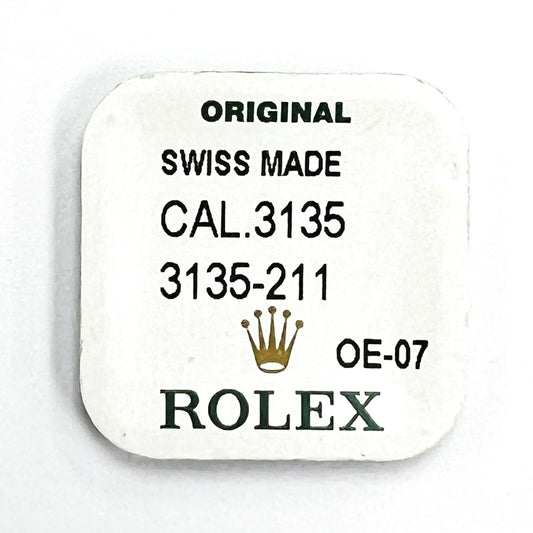 ORIGINAL
SWISS MADE
CAL.3135
3135-211
OE-07
ROLEX